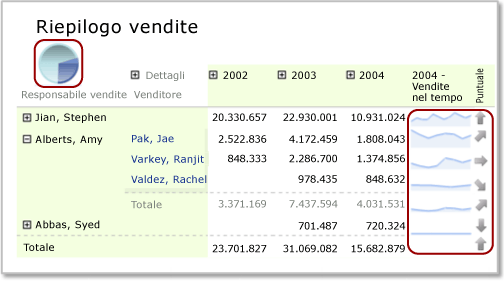 Riepilogo vendite
Dettagli 2002 2003 2004 2004 - Vendite nel tempo Puntuale
Responsabile vendite Venditore
Jian, Stephen 20.330.657 22.930.001 10.931.024
Alberts, Amy Pak, Jae 2.522.836 4.172.459 1.808.043
Varkey, Ranjit 848.333 2.286.700 1.374.856
Valdez, Rachel 978.435 848.632
Totale 3.371.169 7.437.594 4.031.531
Abbas, Syed 701.487 720.324
Totale 23.701.827 31.069.082 15.682.879